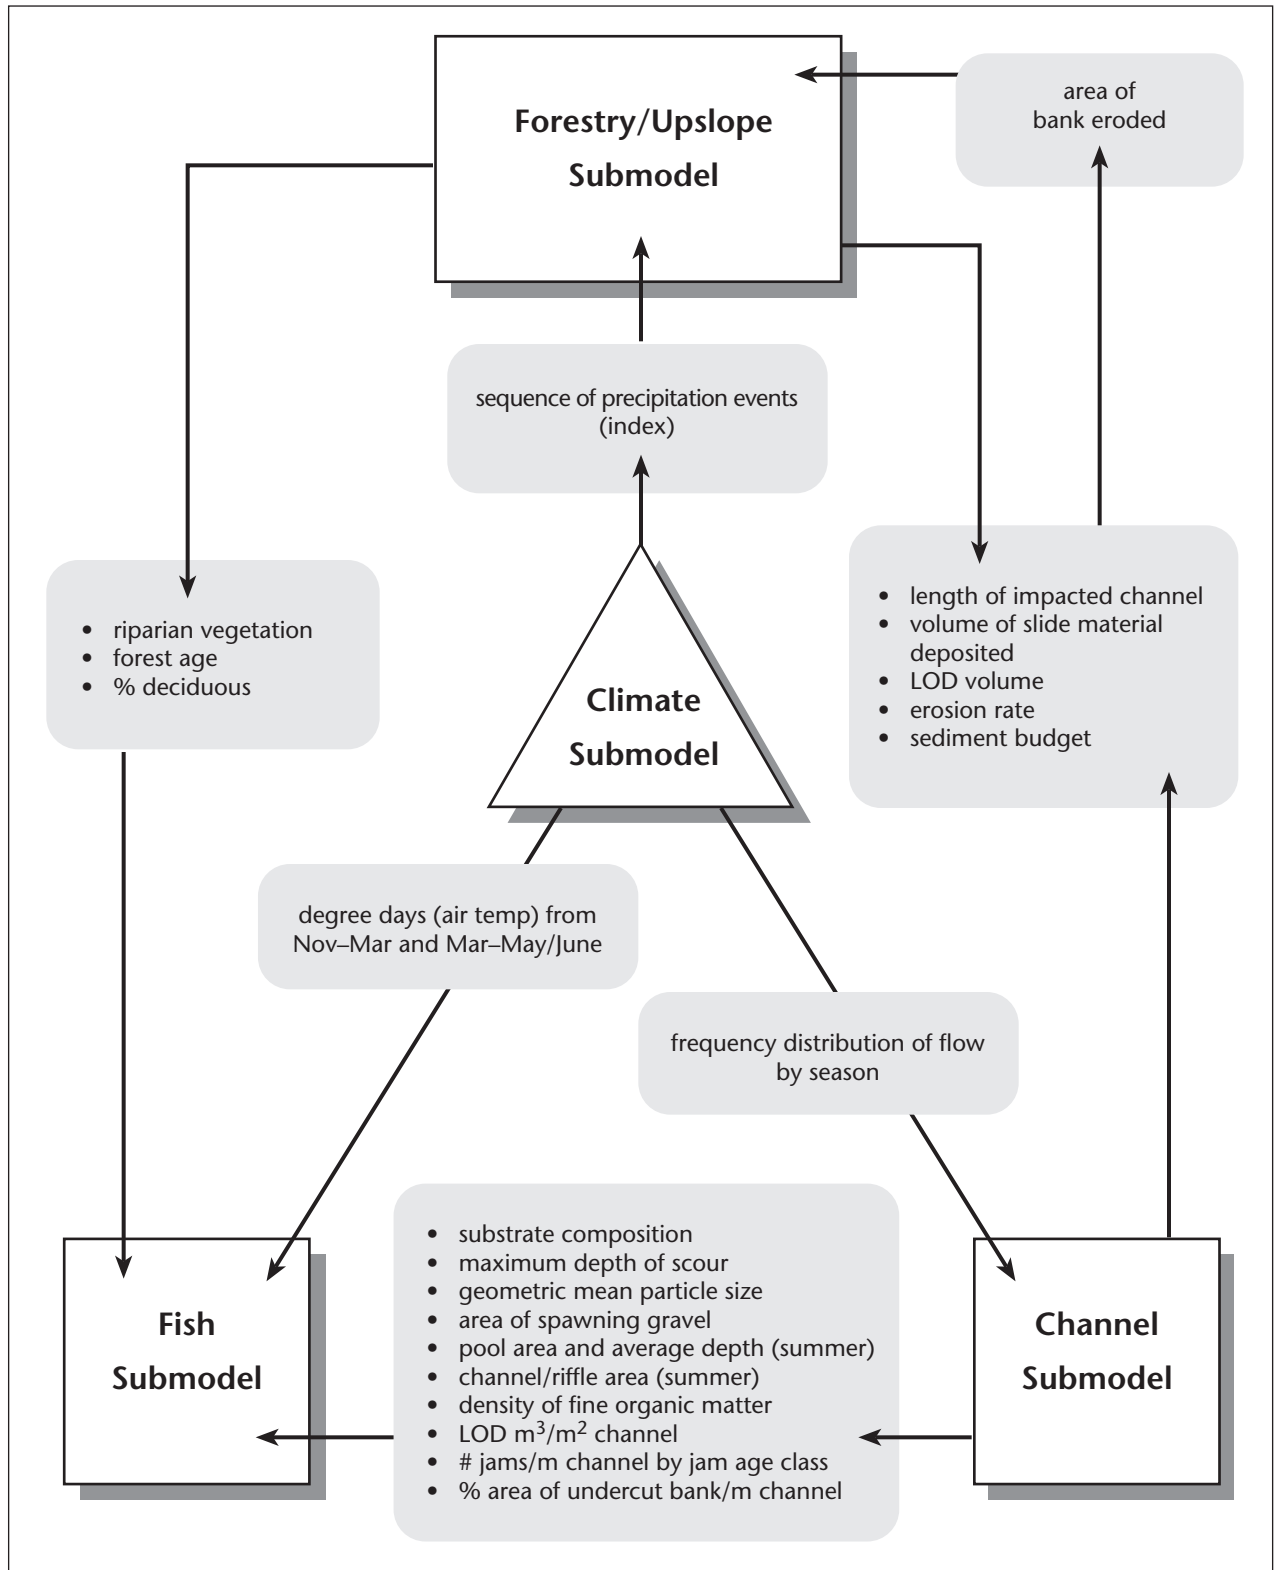 Forestry/Upslope
Submodel
area of
bank eroded
sequence of precipitation events
(index)
• riparian vegetation
• forest age
• % deciduous
• length of impacted channel
• volume of slide material
deposited
• LOD volume
• erosion rate
• sediment budget
Climate
Submodel
degree days (air temp) from
Nov–Mar and Mar–May/June
frequency distribution of flow
by season
Fish
Submodel
• substrate composition
• maximum depth of scour
• geometric mean particle size
• area of spawning gravel
• pool area and average depth (summer)
• channel/riffle area (summer)
• density of fine organic matter
• LOD m³/m² channel
• # jams/m channel by jam age class
• % area of undercut bank/m channel
Channel
Submodel